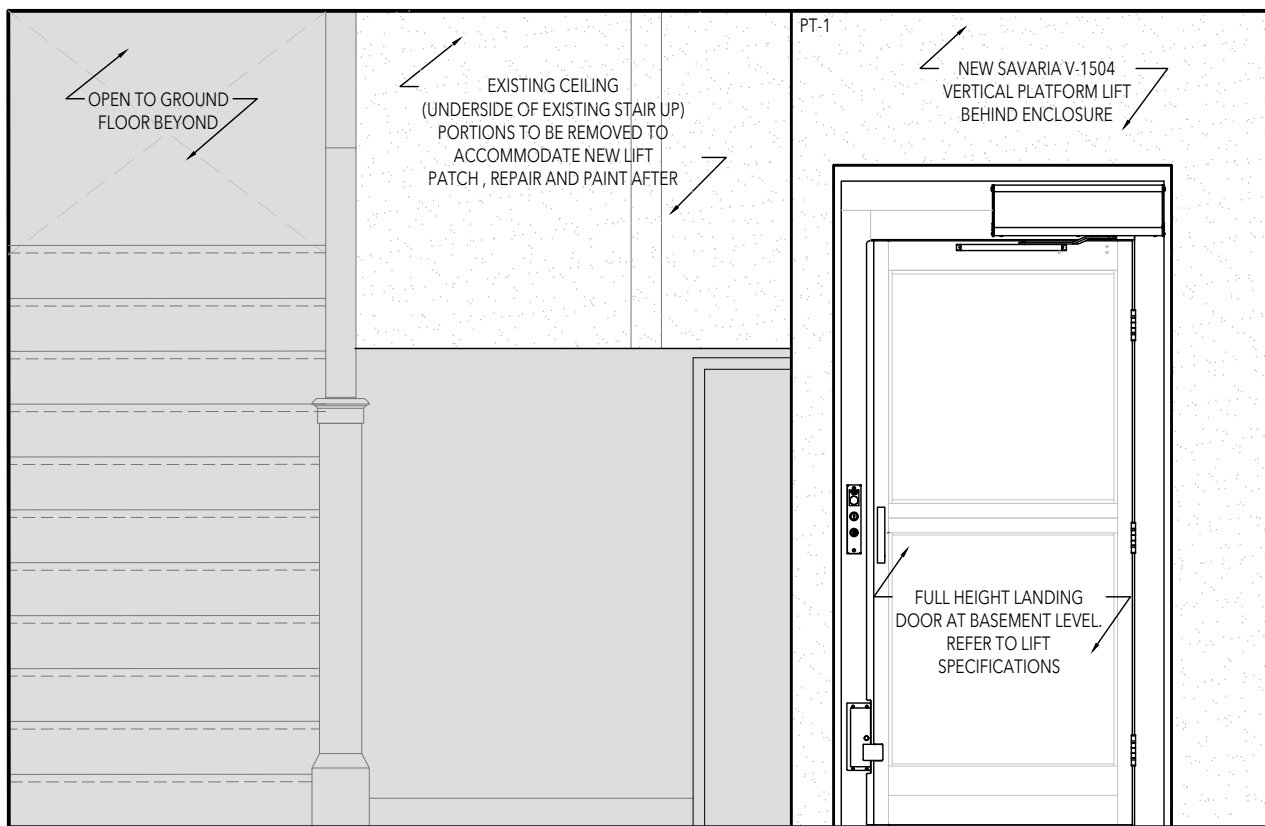 OPEN TO GROUND
FLOOR BEYOND
EXISTING CEILING
(UNDERSIDE OF EXISTING STAIR UP)
PORTIONS TO BE REMOVED TO
ACCOMMODATE NEW LIFT
PATCH , REPAIR AND PAINT AFTER
PT-1
NEW SAVARIA V-1504
VERTICAL PLATFORM LIFT
BEHIND ENCLOSURE
FULL HEIGHT LANDING
DOOR AT BASEMENT LEVEL.
REFER TO LIFT
SPECIFICATIONS